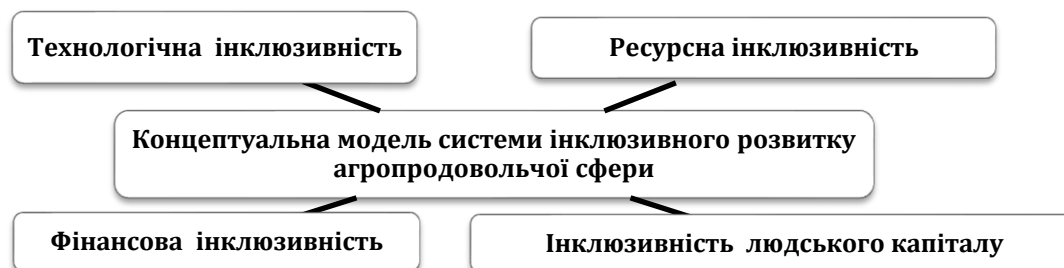 Технологічна інклюзивність
Ресурсна інклюзивність
Концептуальна модель системи інклюзивного розвитку
агропродовольчої сфери
Фінансова інклюзивність
Інклюзивність людського капіталу